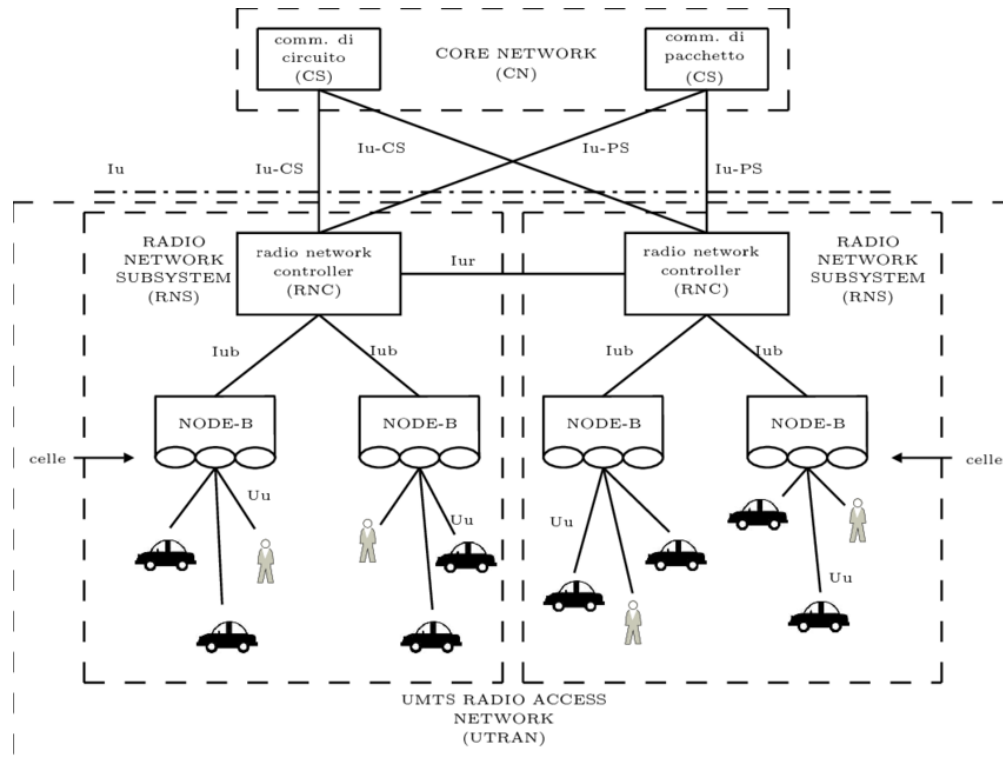 comm. di
circuito
(CS)
CORE NETWORK
(CN)
comm. di
pacchetto
(CS)
Iu
Iu-CS
Iu-CS
Iu-PS
Iu-PS
RADIO
NETWORK
SUBSYSTEM
(RNS)
radio network
controller
(RNC)
Iur
radio network
controller
(RNC)
RADIO
NETWORK
SUBSYSTEM
(RNS)
Iub
Iub
Iub
Iub
NODE-B
NODE-B
NODE-B
NODE-B
celle
celle
Uu
Uu
Uu
Uu
UMTS RADIO ACCESS
NETWORK
(UTRAN)